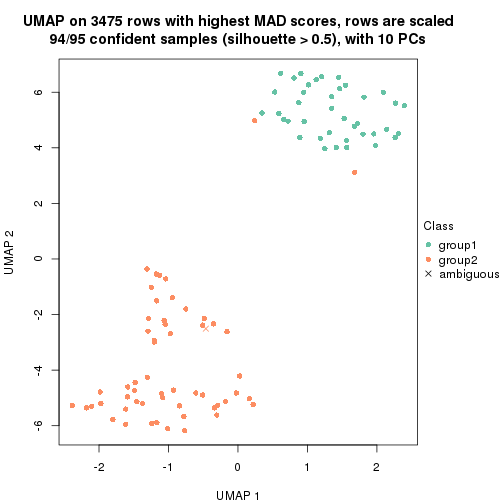 UMAP on 3475 rows with highest MAD scores, rows are scaled
94/95 confident samples (silhouette > 0.5), with 10 PCs
6
4
2
0
-2
-4
-6
UMAP 2
-2
-1
0
1
2
UMAP 1
Class
group1
group2
ambiguous